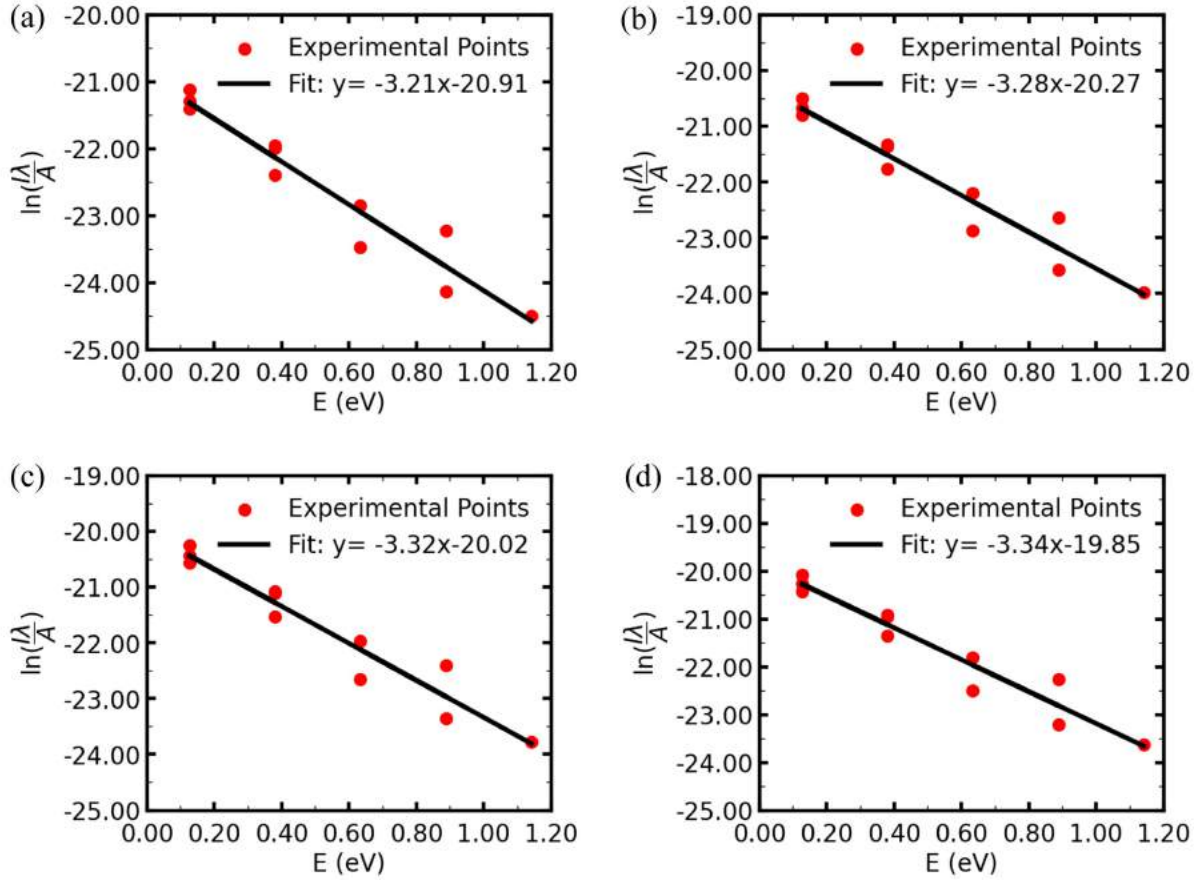 (a)
-20.00
-21.00
-22.00
-23.00
-24.00
-25.00
ln(Iλ/A)
Experimental Points
Fit: y= -3.21x-20.91
0.00 0.20 0.40 0.60 0.80 1.00 1.20
E (eV)
(b)
-19.00
-20.00
-21.00
-22.00
-23.00
-24.00
-25.00
ln(Iλ/A)
Experimental Points
Fit: y= -3.28x-20.27
0.00 0.20 0.40 0.60 0.80 1.00 1.20
E (eV)
(c)
-19.00
-20.00
-21.00
-22.00
-23.00
-24.00
-25.00
ln(Iλ/A)
Experimental Points
Fit: y= -3.32x-20.02
0.00 0.20 0.40 0.60 0.80 1.00 1.20
E (eV)
(d)
-18.00
-19.00
-20.00
-21.00
-22.00
-23.00
-24.00
-25.00
ln(Iλ/A)
Experimental Points
Fit: y= -3.34x-19.85
0.00 0.20 0.40 0.60 0.80 1.00 1.20
E (eV)